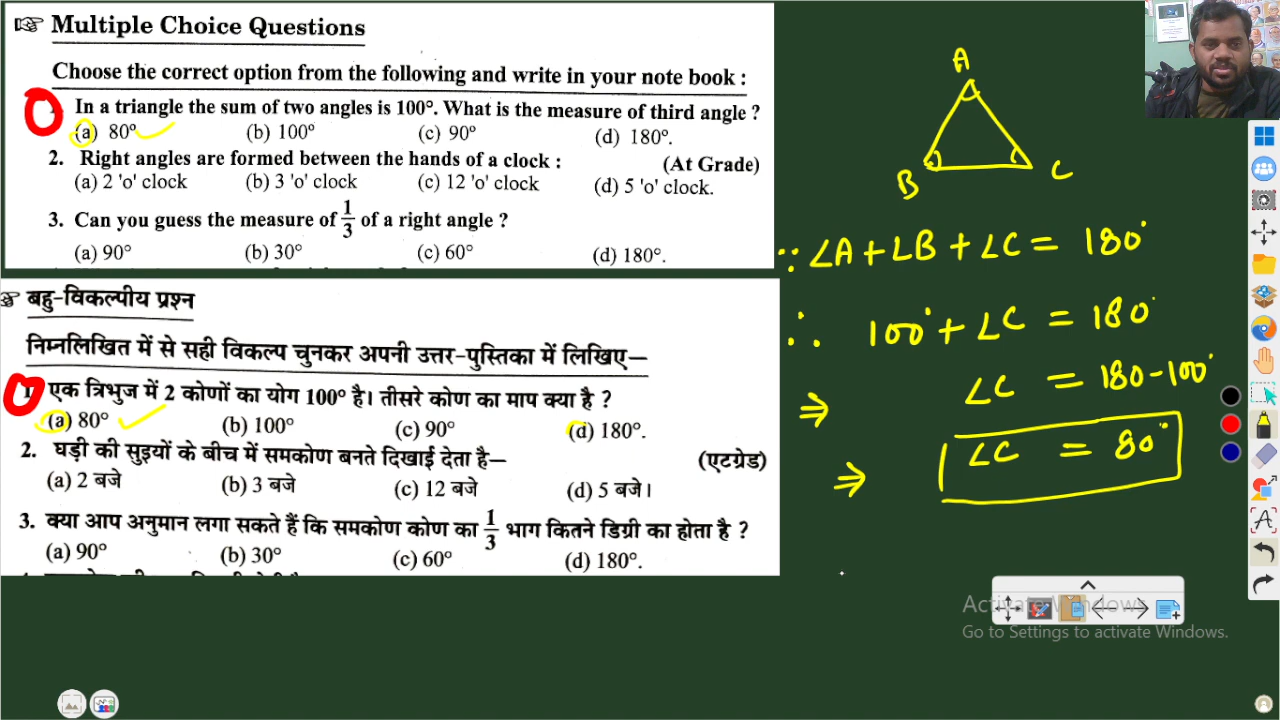 ☞ Multiple Choice Questions
Choose the correct option from the following and write in your note book :
In a triangle the sum of two angles is 100°. What is the measure of third angle ?
(a) 80° (b) 100° (c) 90° (d) 180°.
2. Right angles are formed between the hands of a clock : (At Grade)
(a) 2 'o' clock (b) 3 'o' clock (c) 12 'o' clock (d) 5 'o' clock.
3. Can you guess the measure of 1/3 of a right angle ?
(a) 90° (b) 30° (c) 60° (d) 180°.
☞ बहु-विकल्पीय प्रश्न
निम्नलिखित में से सही विकल्प चुनकर अपनी उत्तर-पुस्तिका में लिखिए—
1. एक त्रिभुज में 2 कोणों का योग 100° है। तीसरे कोण का माप क्या है ?
(a) 80° (b) 100° (c) 90° (d) 180°.
2. घड़ी की सुइयों के बीच में समकोण बनते दिखाई देता है— (एटग्रेड)
(a) 2 बजे (b) 3 बजे (c) 12 बजे (d) 5 बजे।
3. क्या आप अनुमान लगा सकते हैं कि समकोण कोण का 1/3 भाग कितने डिग्री का होता है ?
(a) 90° (b) 30° (c) 60° (d) 180°.
A
B C
∵ ∠A + ∠B + ∠C = 180°
∴ 100° + ∠C = 180°
⇒ ∠C = 180 - 100°
⇒ ∠C = 80°
Activate Windows
Go to Settings to activate Windows.